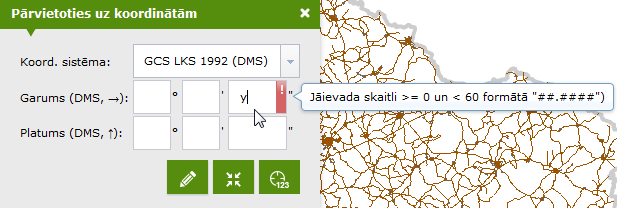 Pārvietoties uz koordinātām ×
Koord. sistēma: GCS LKS 1992 (DMS)
Garums (DMS, →): ° ' y ! "
Jāievada skaitli >= 0 un < 60 formātā "##.####")
Platums (DMS, ↑): ° ' "
123